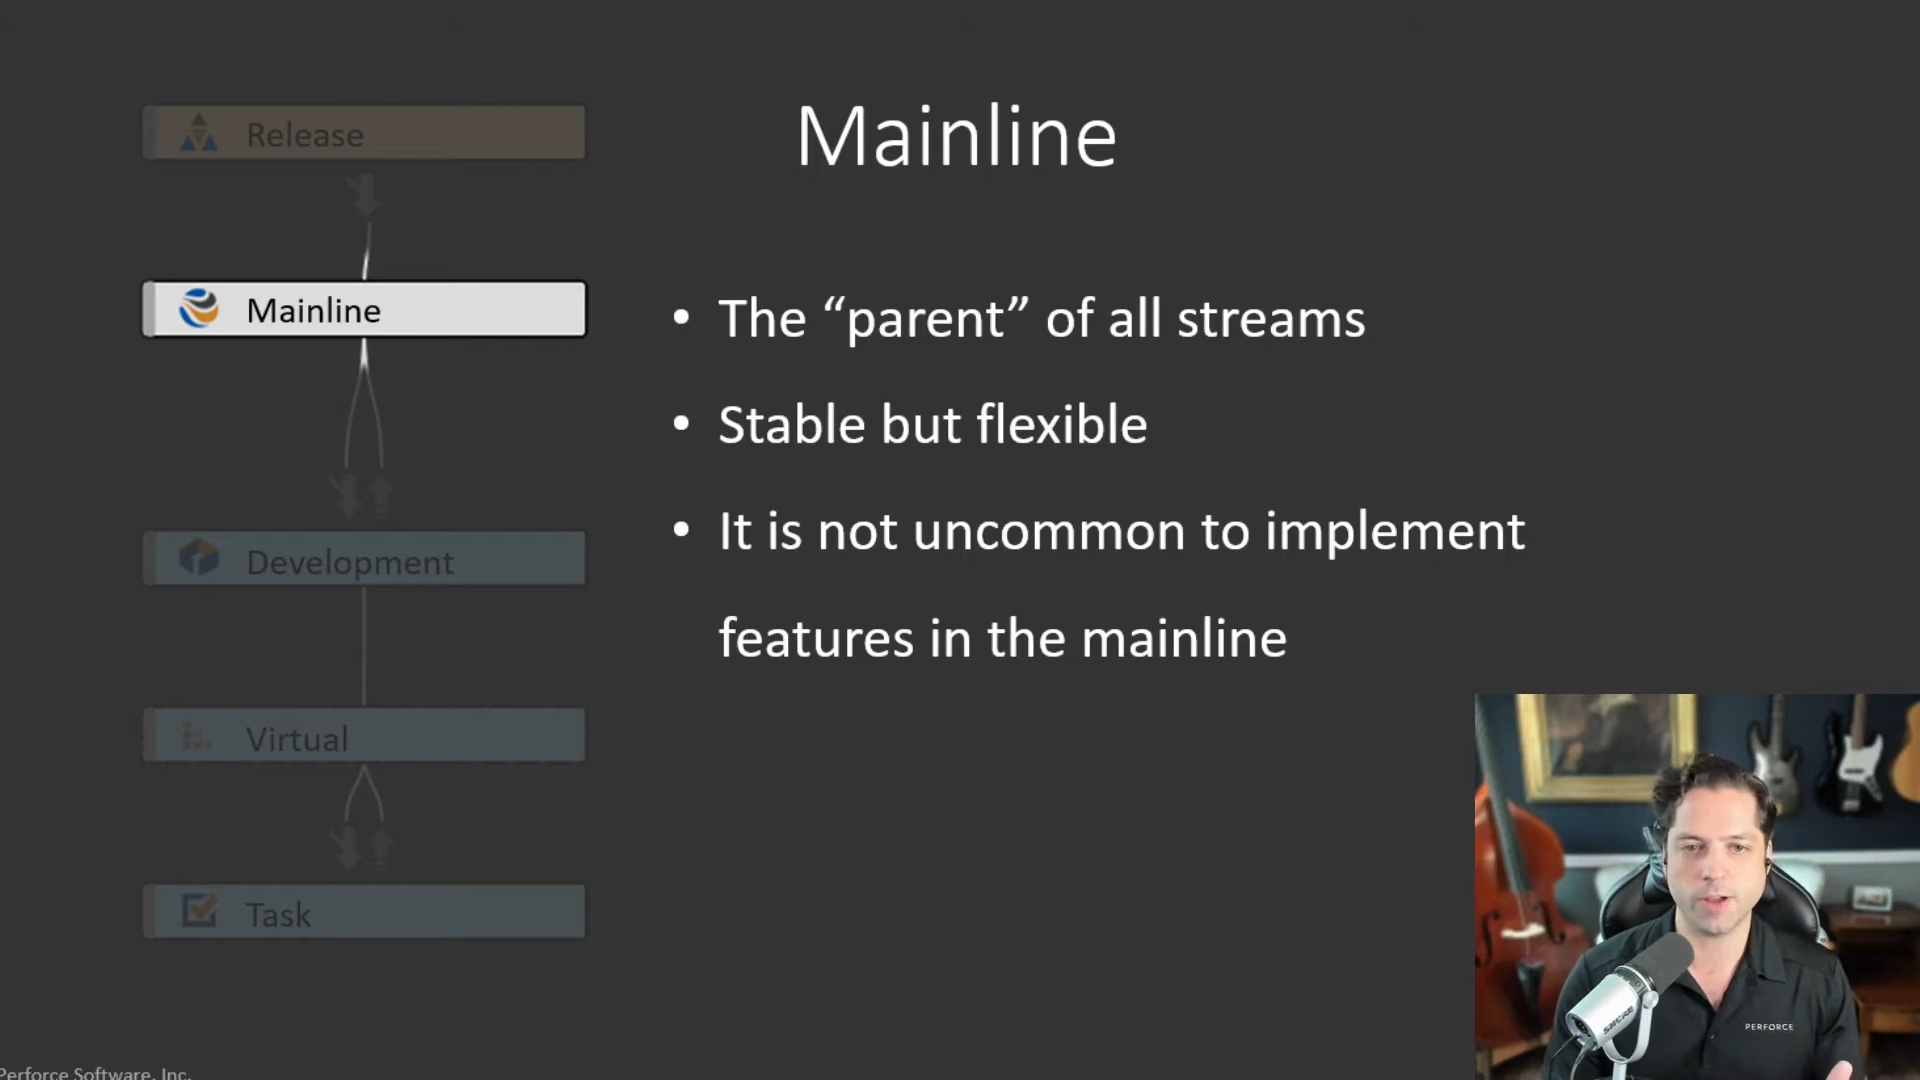 Release
Mainline
Mainline
The “parent” of all streams
Stable but flexible
It is not uncommon to implement
features in the mainline
Development
Virtual
Task
SHURE
PERFORCE
Perforce Software, Inc.